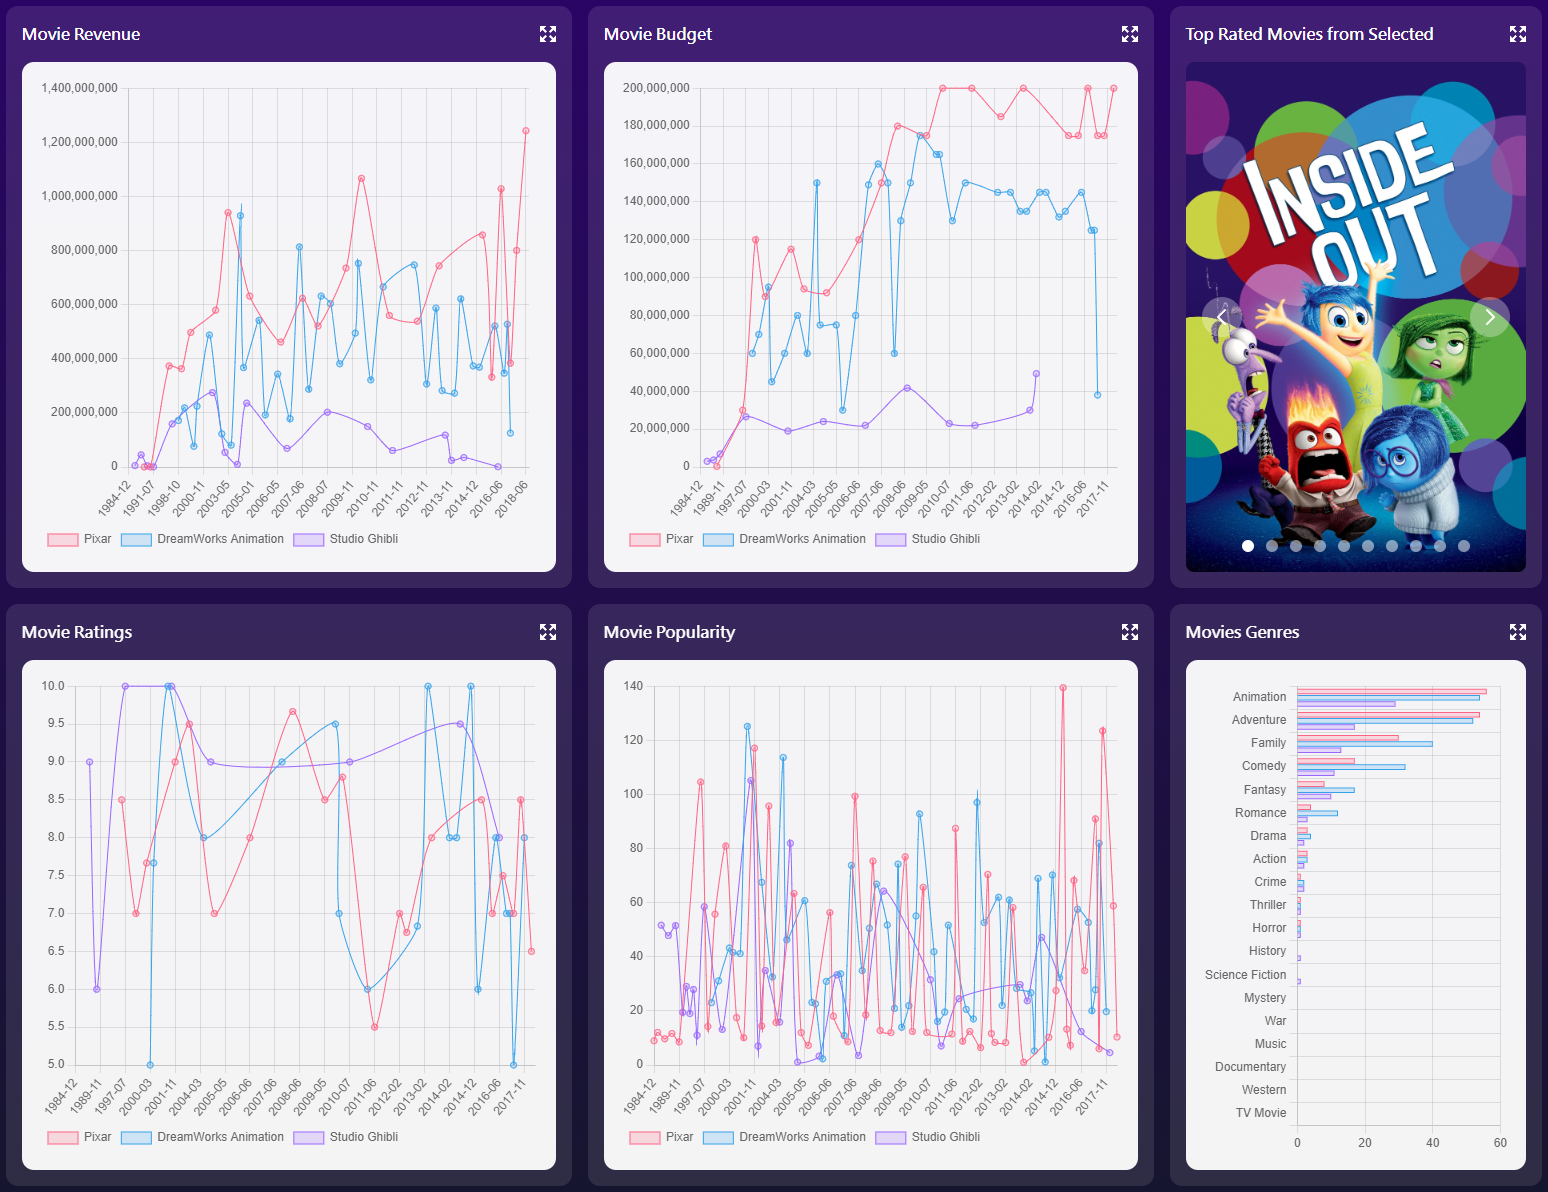 Movie Revenue
1,400,000,000
1,200,000,000
1,000,000,000
800,000,000
600,000,000
400,000,000
200,000,000
0
1984-12
1991-07
1998-10
2000-11
2003-05
2005-01
2006-05
2007-06
2008-07
2009-11
2010-11
2011-11
2012-11
2013-11
2014-12
2016-06
2018-06
Pixar
DreamWorks Animation
Studio Ghibli
Movie Budget
200,000,000
180,000,000
160,000,000
140,000,000
120,000,000
100,000,000
80,000,000
60,000,000
40,000,000
20,000,000
0
1984-12
1989-11
1997-07
2000-03
2001-11
2004-03
2005-05
2006-06
2007-06
2008-06
2009-05
2010-07
2011-06
2012-02
2013-02
2014-02
2014-12
2016-06
2017-11
Pixar
DreamWorks Animation
Studio Ghibli
Top Rated Movies from Selected
INSIDE
OUT
Movie Ratings
10.0
9.5
9.0
8.5
8.0
7.5
7.0
6.5
6.0
5.5
5.0
1984-12
1989-11
1997-07
2000-03
2001-11
2004-03
2005-05
2006-06
2007-06
2008-06
2009-05
2010-07
2011-06
2012-02
2013-02
2014-02
2014-12
2016-06
2017-11
Pixar
DreamWorks Animation
Studio Ghibli
Movie Popularity
140
120
100
80
60
40
20
0
1984-12
1989-11
1997-07
2000-03
2001-11
2004-03
2005-05
2006-06
2007-06
2008-06
2009-05
2010-07
2011-06
2012-02
2013-02
2014-02
2014-12
2016-06
2017-11
Pixar
DreamWorks Animation
Studio Ghibli
Movies Genres
Animation
Adventure
Family
Comedy
Fantasy
Romance
Drama
Action
Crime
Thriller
Horror
History
Science Fiction
Mystery
War
Music
Documentary
Western
TV Movie
0 20 40 60